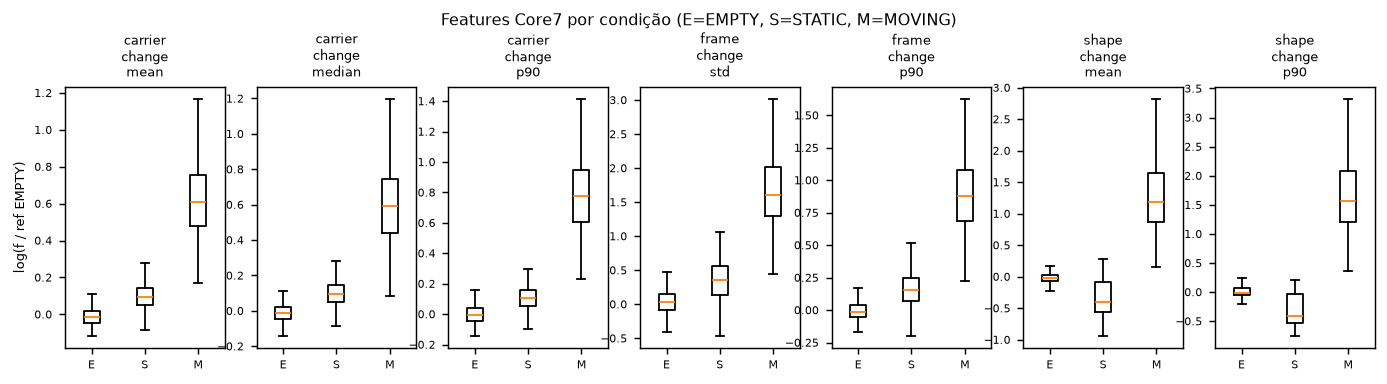 Features Core7 por condição (E=EMPTY, S=STATIC, M=MOVING)
carrier
change
mean
carrier
change
median
carrier
change
p90
frame
change
std
frame
change
p90
shape
change
mean
shape
change
p90
log(f / ref EMPTY)
1.2
1.0
0.8
0.6
0.4
0.2
0.0
E S M
1.2
1.0
0.8
0.6
0.4
0.2
0.0
−0.2
E S M
1.4
1.2
1.0
0.8
0.6
0.4
0.2
0.0
−0.2
E S M
3.0
2.5
2.0
1.5
1.0
0.5
0.0
−0.5
E S M
1.50
1.25
1.00
0.75
0.50
0.25
0.00
−0.25
E S M
3.0
2.5
2.0
1.5
1.0
0.5
0.0
−0.5
−1.0
E S M
3.5
3.0
2.5
2.0
1.5
1.0
0.5
0.0
−0.5
E S M